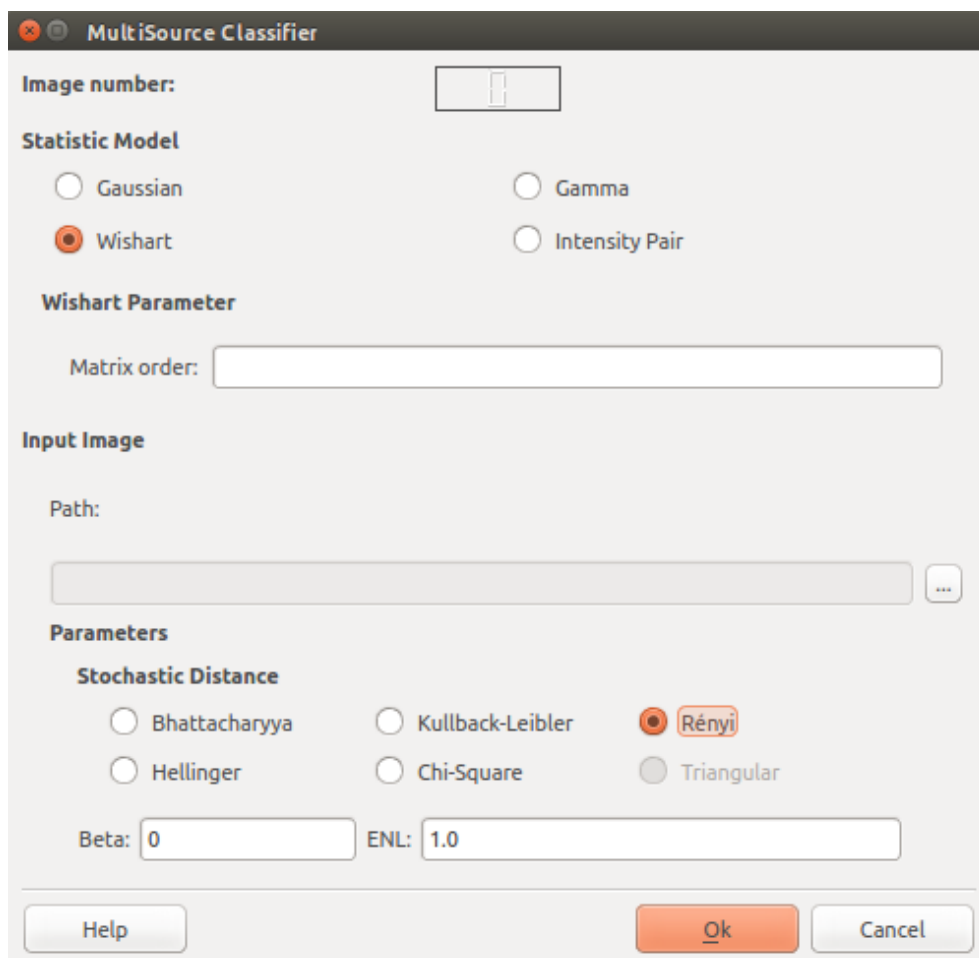 MultiSource Classifier
Image number: 0
Statistic Model
Gaussian Gamma
Wishart Intensity Pair
Wishart Parameter
Matrix order:
Input Image
Path:
...
Parameters
Stochastic Distance
Bhattacharyya Kullback-Leibler Rényi
Hellinger Chi-Square Triangular
Beta: 0 ENL: 1.0
Help Ok Cancel